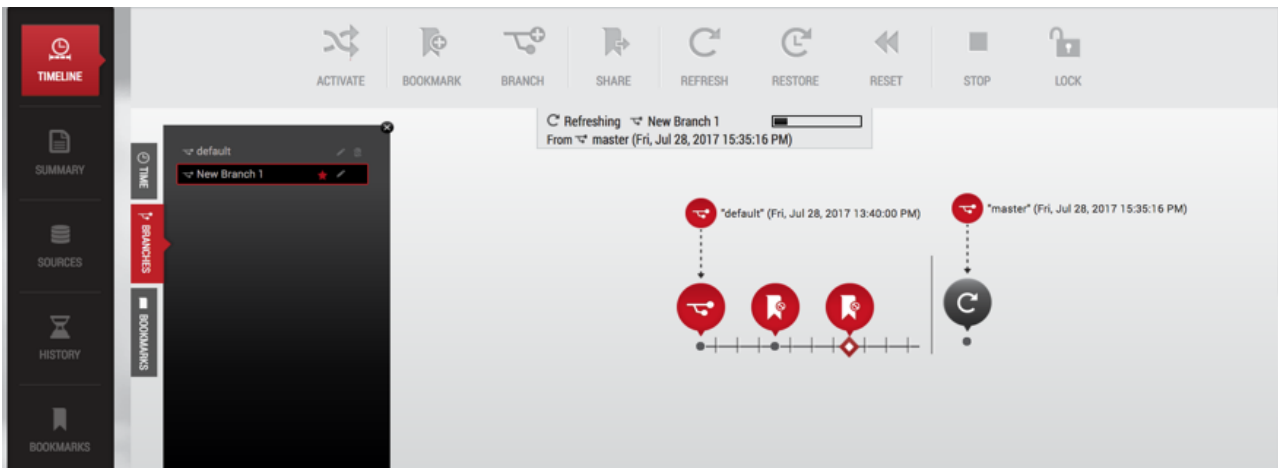 TIMELINE
SUMMARY
SOURCES
HISTORY
BOOKMARKS
ACTIVATE
BOOKMARK
BRANCH
SHARE
REFRESH
RESTORE
RESET
STOP
LOCK
TIME
BRANCHES
BOOKMARKS
default
New Branch 1
Refreshing New Branch 1
From master (Fri, Jul 28, 2017 15:35:16 PM)
"default" (Fri, Jul 28, 2017 13:40:00 PM)
"master" (Fri, Jul 28, 2017 15:35:16 PM)